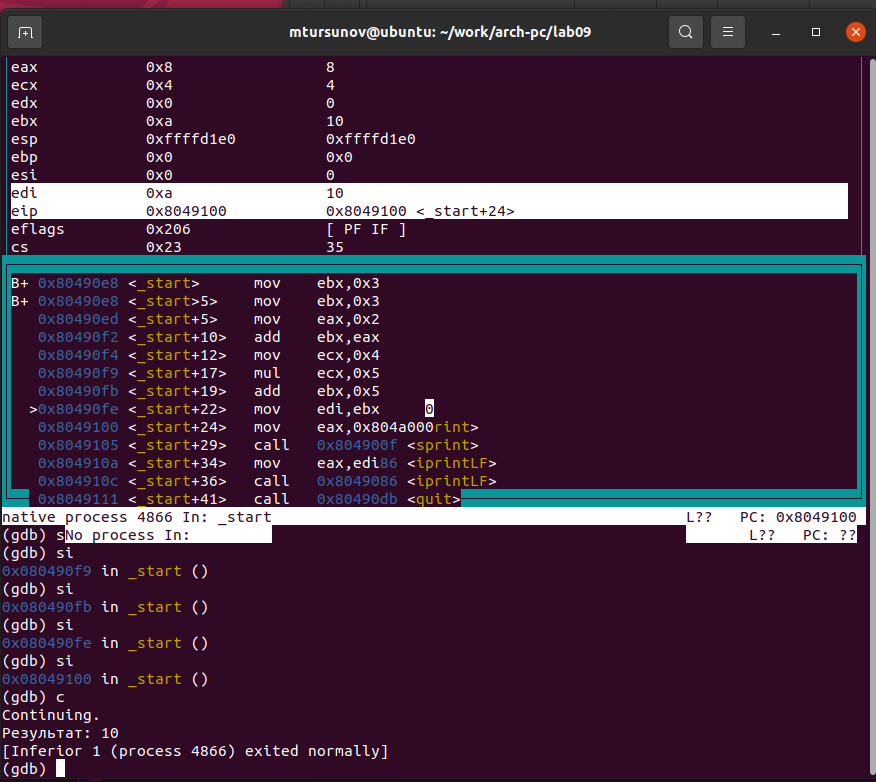 mtursunov@ubuntu: ~/work/arch-pc/lab09
eax 0x8 8
ecx 0x4 4
edx 0x0 0
ebx 0xa 10
esp 0xffffd1e0 0xffffd1e0
ebp 0x0 0x0
esi 0x0 0
edi 0xa 10
eip 0x8049100 0x8049100 <_start+24>
eflags 0x206 [ PF IF ]
cs 0x23 35
B+ 0x80490e8 <_start> mov ebx,0x3
B+ 0x80490e8 <_start>5> mov ebx,0x3
0x80490ed <_start+5> mov eax,0x2
0x80490f2 <_start+10> add ebx,eax
0x80490f4 <_start+12> mov ecx,0x4
0x80490f9 <_start+17> mul ecx,0x5
0x80490fb <_start+19> add ebx,0x5
>0x80490fe <_start+22> mov edi,ebx 0
0x8049100 <_start+24> mov eax,0x804a000rint>
0x8049105 <_start+29> call 0x804900f <sprint>
0x804910a <_start+34> mov eax,edi86 <iprintLF>
0x804910c <_start+36> call 0x8049086 <iprintLF>
0x8049111 <_start+41> call 0x80490db <quit>
native process 4866 In: _start L?? PC: 0x8049100
(gdb) sNo process In: L?? PC: ??
(gdb) si
0x080490f9 in _start ()
(gdb) si
0x080490fb in _start ()
(gdb) si
0x080490fe in _start ()
(gdb) si
0x08049100 in _start ()
(gdb) c
Continuing.
Результат: 10
[Inferior 1 (process 4866) exited normally]
(gdb)